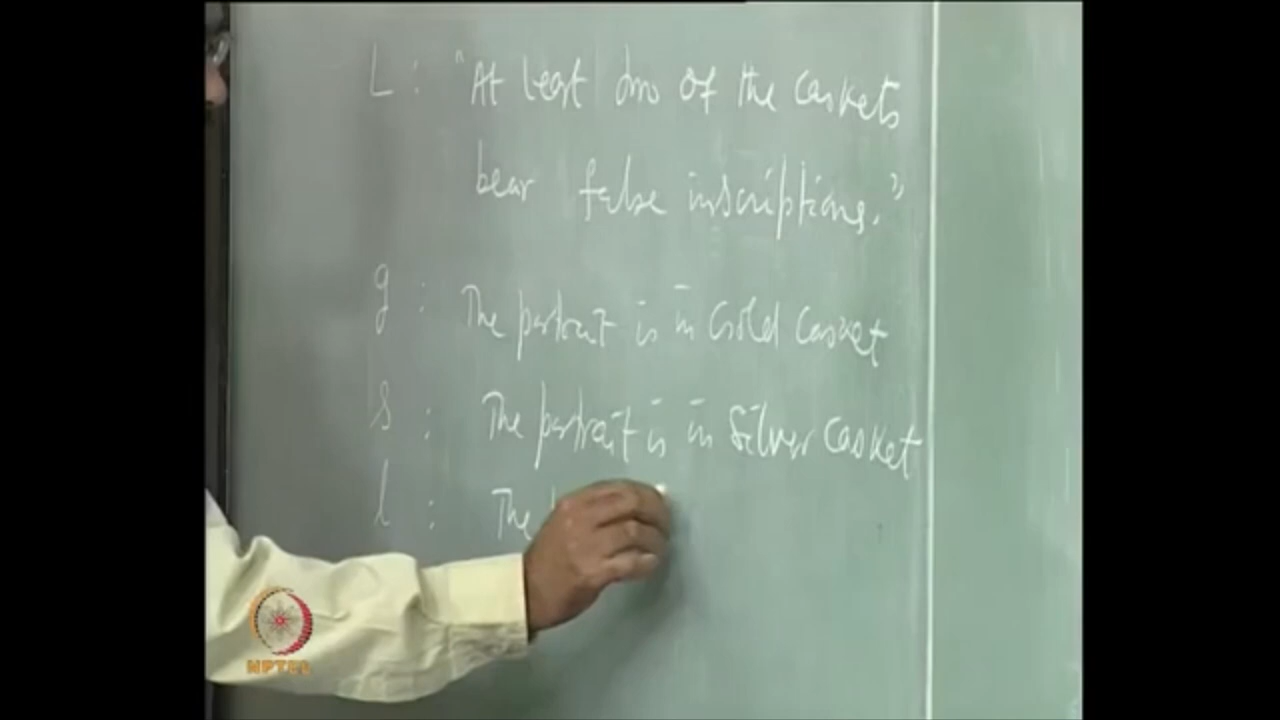 L : "At least two of the caskets
bear false inscriptions."
g : The portrait is in Gold Casket
s : The portrait is in Silver Casket
l : The
NPTEL